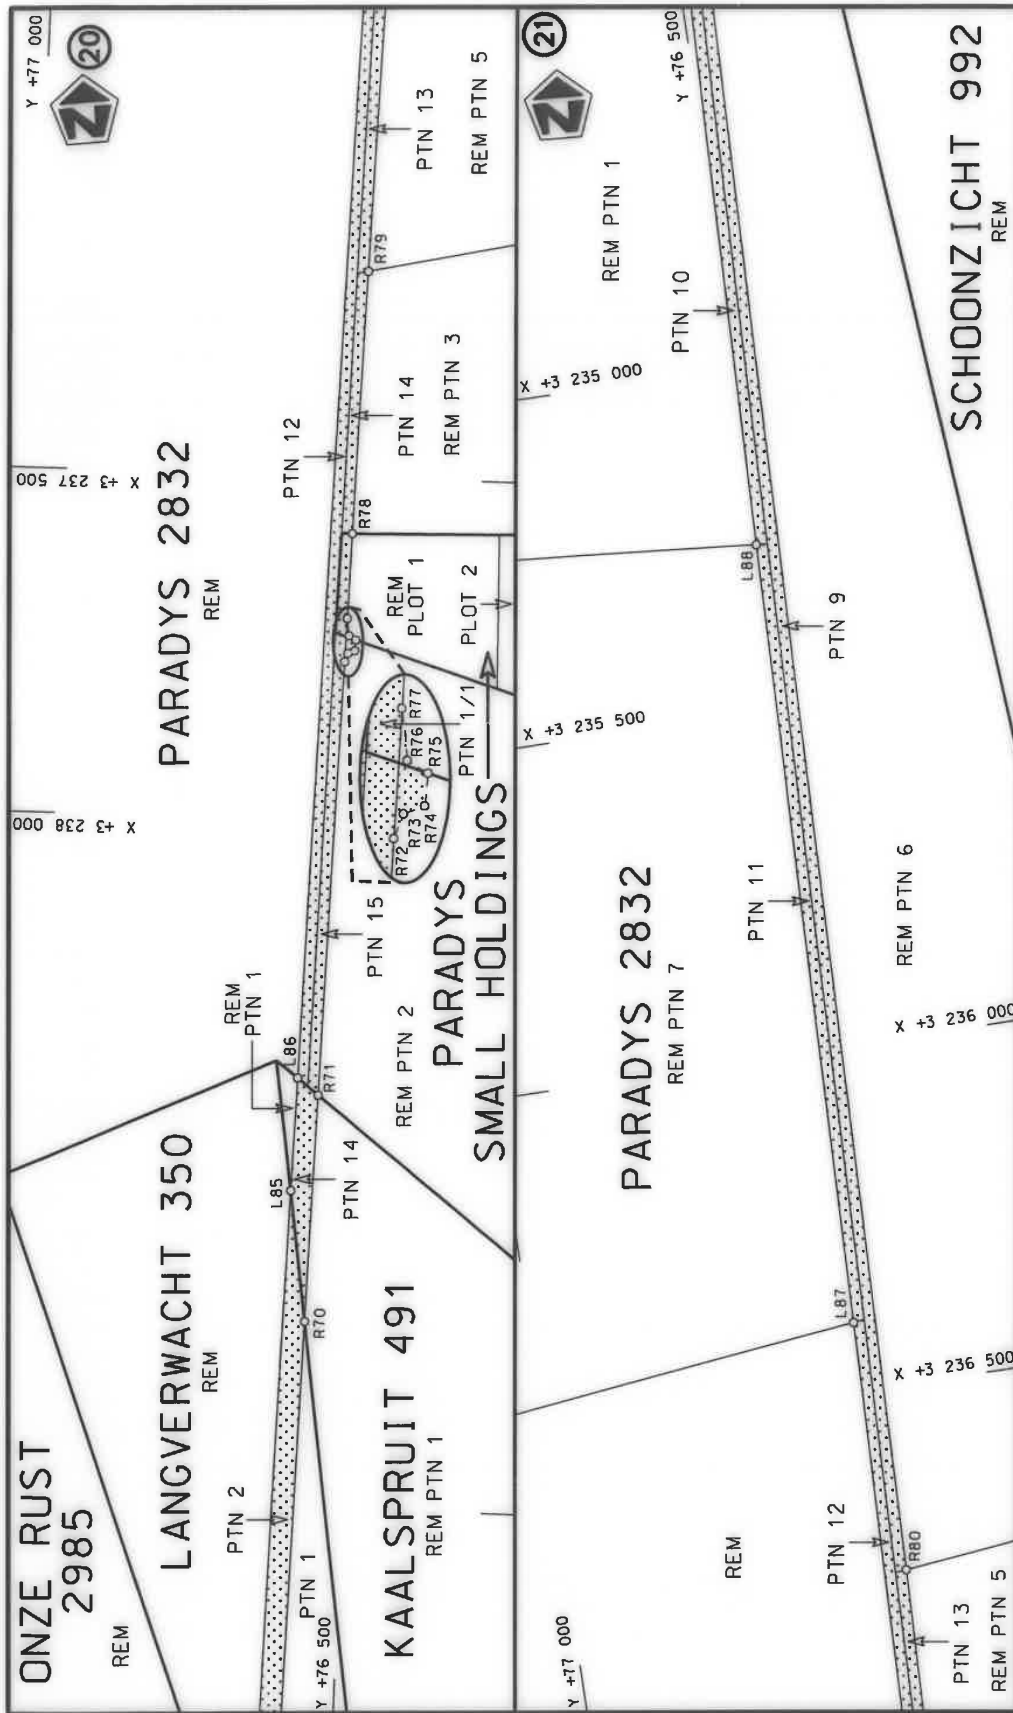 20
Y +77 000
N
X +3 237 500
X +3 238 000
ONZE RUST
2985
REM
LANGVERWACHT 350
REM
PTN 2
PTN 1
Y +76 500
KAALSPRUIT 491
REM PTN 1
R70
L85
PTN 14
REM
PTN 1
L86
R71
REM PTN 2
PTN 15
PARADYS 2832
REM
PARADYS
SMALL HOLDINGS
R72
R73
R74
R75
R76
R77
PTN 1/1
REM
PLOT 1
PLOT 2
R78
PTN 12
PTN 14
REM PTN 3
R79
PTN 13
REM PTN 5
21
N
Y +76 500
Y +77 000
REM
PTN 12
PTN 13
REM PTN 5
R80
L87
X +3 236 500
X +3 236 000
PARADYS 2832
REM PTN 7
PTN 11
REM PTN 6
X +3 235 500
PTN 9
L88
X +3 235 000
PTN 10
REM PTN 1
SCHOONZICHT 992
REM